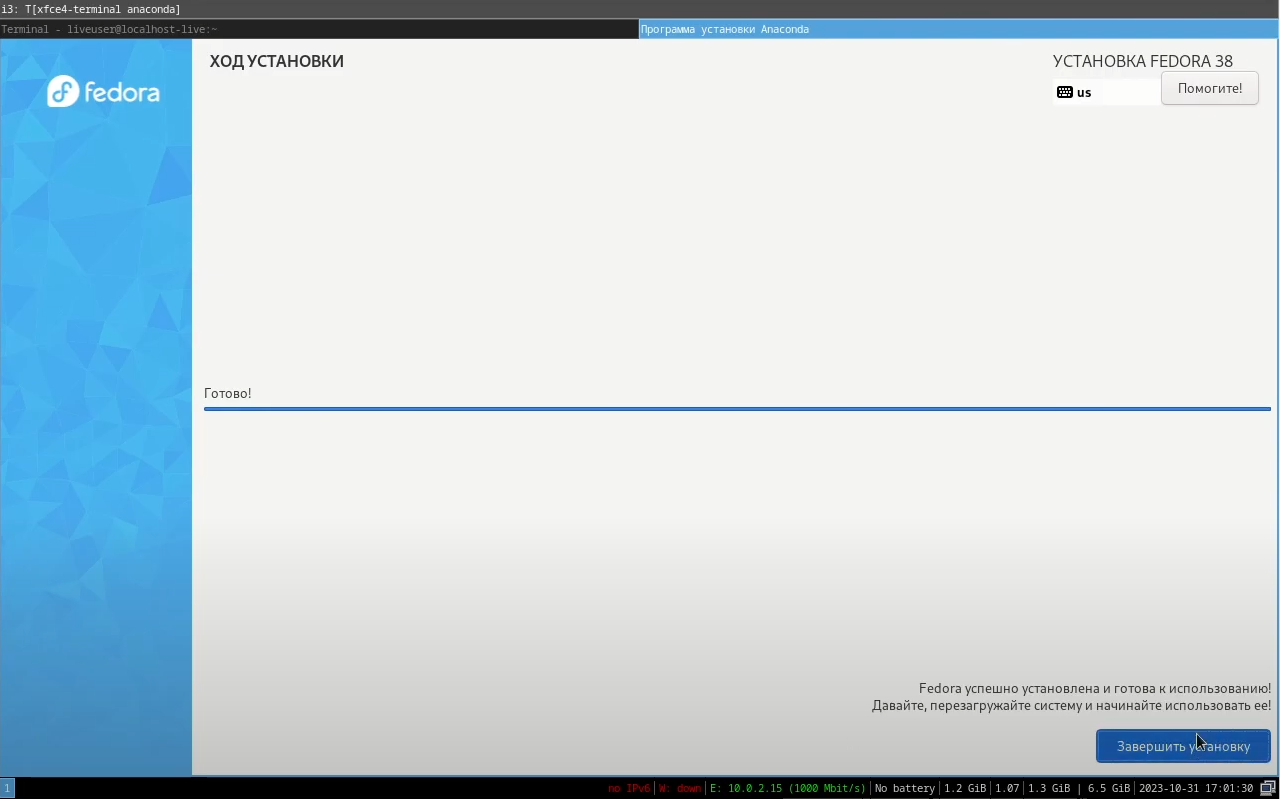 i3: T[xfce4-terminal anaconda]
Terminal - liveuser@localhost-live:~
Программа установки Anaconda
fedora
ХОД УСТАНОВКИ
УСТАНОВКА FEDORA 38
us
Помогите!
Готово!
Fedora успешно установлена и готова к использованию!
Давайте, перезагружайте систему и начинайте использовать ее!
Завершить установку
1
no IPv6|W: down|E: 10.0.2.15 (1000 Mbit/s)|No battery|1.2 GiB|1.07|1.3 GiB | 6.5 GiB|2023-10-31 17:01:30